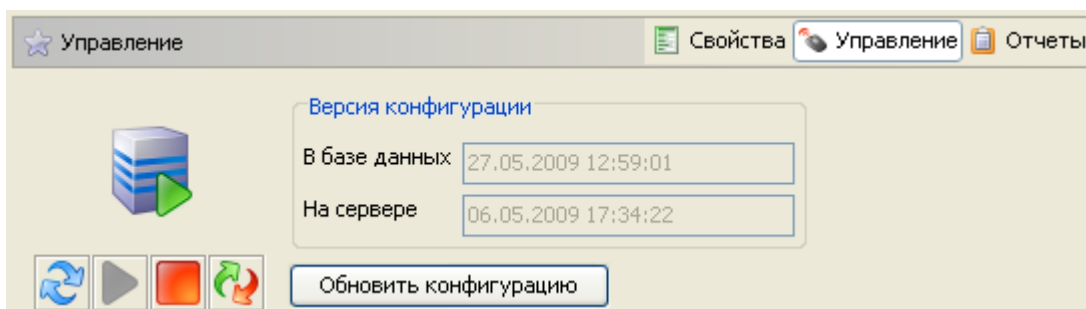 Управление Свойства Управление Отчеты
Версия конфигурации
В базе данных 27.05.2009 12:59:01
На сервере 06.05.2009 17:34:22
Обновить конфигурацию